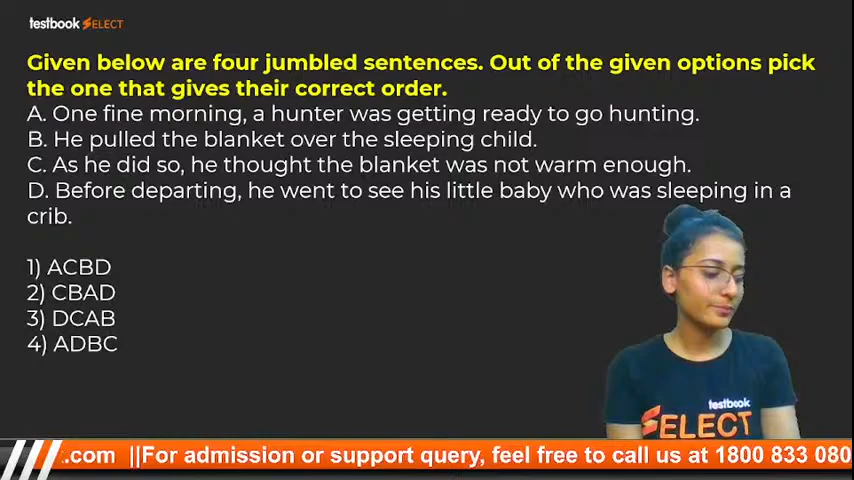 testbook SELECT
Given below are four jumbled sentences. Out of the given options pick
the one that gives their correct order.
A. One fine morning, a hunter was getting ready to go hunting.
B. He pulled the blanket over the sleeping child.
C. As he did so, he thought the blanket was not warm enough.
D. Before departing, he went to see his little baby who was sleeping in a
crib.
1) ACBD
2) CBAD
3) DCAB
4) ADBC
testbook
SELECT
.com ||For admission or support query, feel free to call us at 1800 833 080